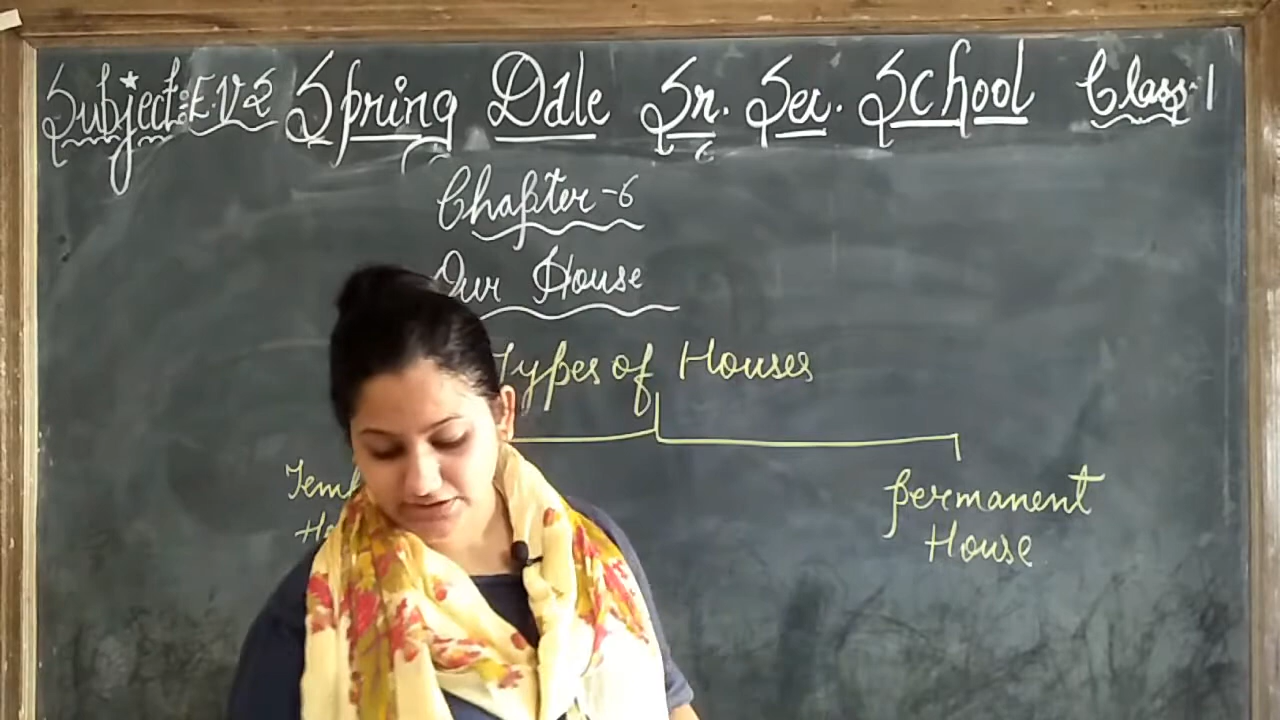 Subject:E.V.S Spring Dale Sr. Sec. School Class-1
Chapter-6
Our House
Types of Houses
permanent
House